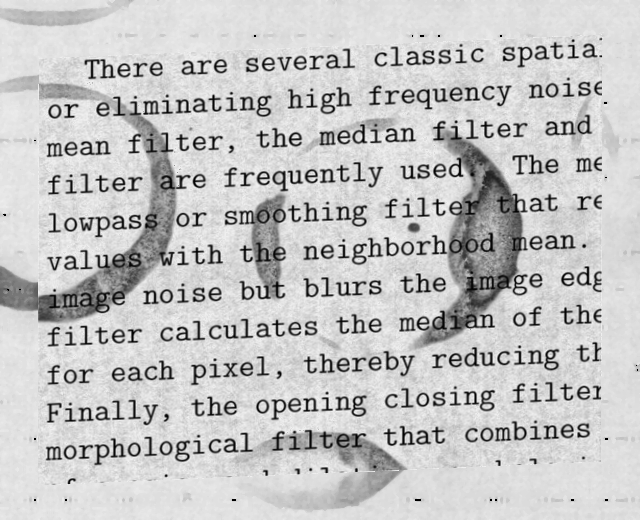 There are several classic spatia
or eliminating high frequency noise
mean filter, the median filter and
filter are frequently used. The me
lowpass or smoothing filter that re
values with the neighborhood mean.
image noise but blurs the image edg
filter calculates the median of the
for each pixel, thereby reducing th
Finally, the opening closing filter
morphological filter that combines